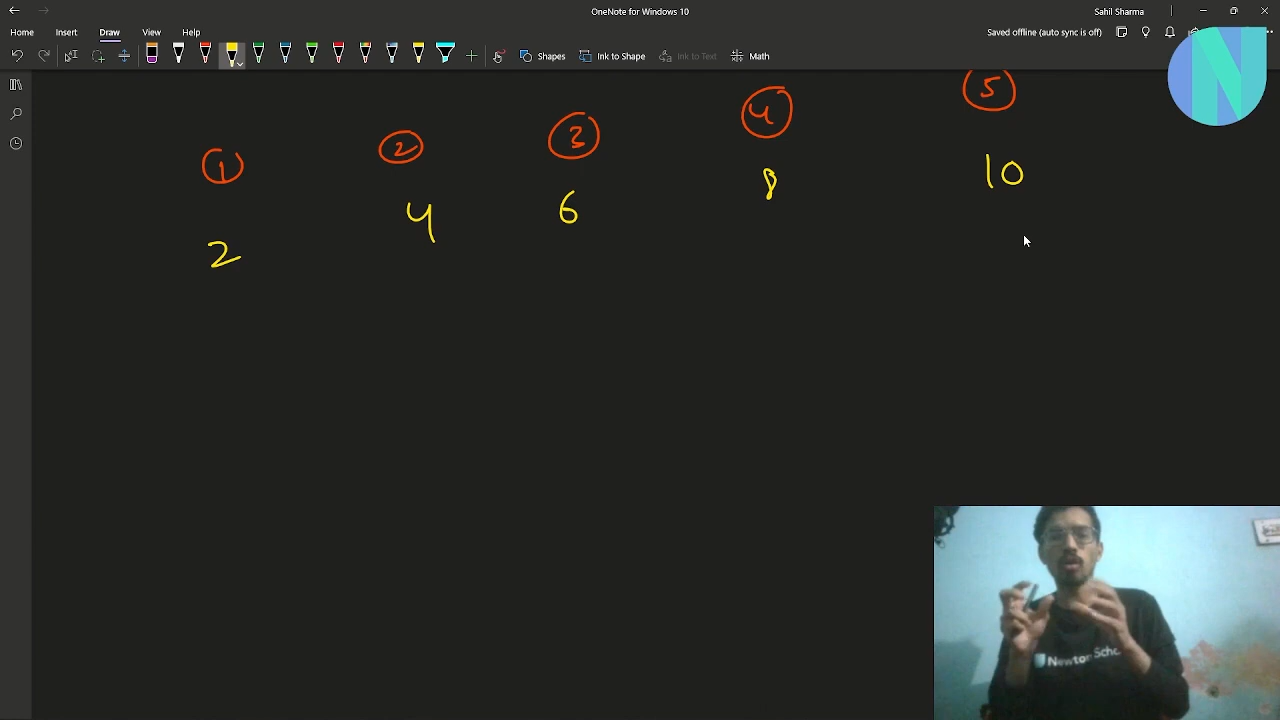 OneNote for Windows 10
Sahil Sharma
Home Insert Draw View Help
Saved offline (auto sync is off)
Shapes Ink to Shape Ink to Text Math
1 2 3 4 5
2 4 6 8 10
Newton